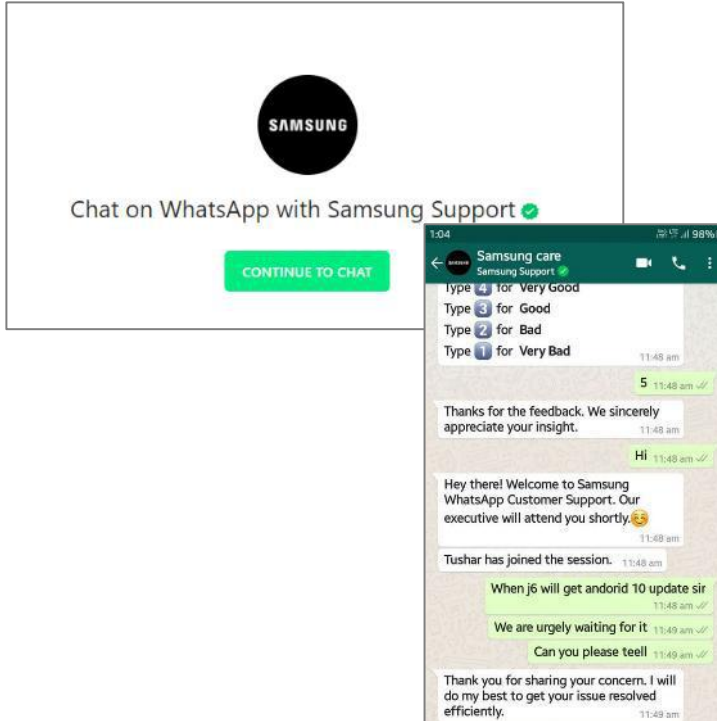 SAMSUNG
Chat on WhatsApp with Samsung Support
CONTINUE TO CHAT
1:04
98%
SAMSUNG
Samsung care
Samsung Support
Type 4 for Very Good
Type 3 for Good
Type 2 for Bad
Type 1 for Very Bad
11:48 am
5 11:48 am
Thanks for the feedback. We sincerely
appreciate your insight.
11:48 am
Hi 11:48 am
Hey there! Welcome to Samsung
WhatsApp Customer Support. Our
executive will attend you shortly.☺️
11:48 am
Tushar has joined the session. 11:48 am
When j6 will get andorid 10 update sir
11:48 am
We are urgely waiting for it 11:49 am
Can you please teell 11:49 am
Thank you for sharing your concern. I will
do my best to get your issue resolved
efficiently.
11:49 am